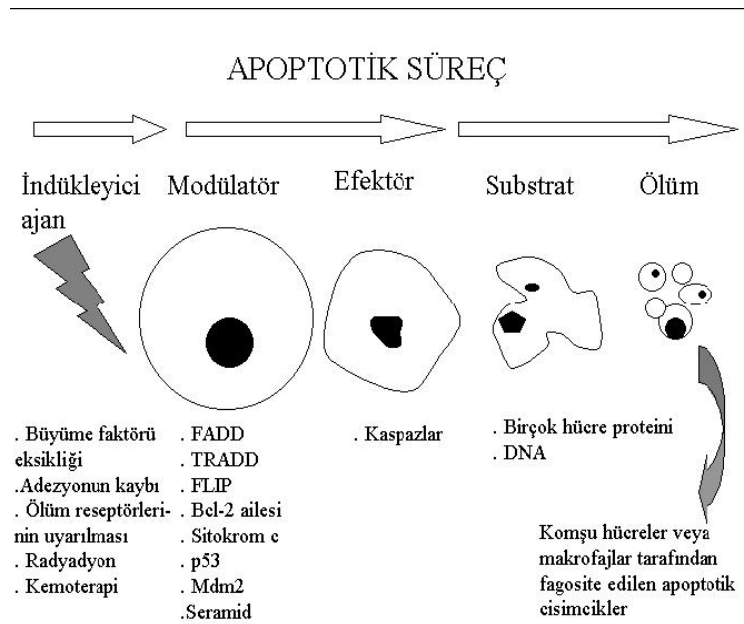 APOPTOTİK SÜREÇ
İndükleyici
ajan
Modülatör
Efektör
Substrat
Ölüm
. Büyüme faktörü
eksikliği
.Adezyonun kaybı
. Ölüm reseptörleri-
nin uyarılması
. Radyadyon
. Kemoterapi
. FADD
. TRADD
. FLIP
. Bcl-2 ailesi
. Sitokrom c
. p53
. Mdm2
.Seramid
. Kaspazlar
. Birçok hücre proteini
. DNA
Komşu hücreler veya
makrofajlar tarafından
fagosite edilen apoptotik
cisimcikler